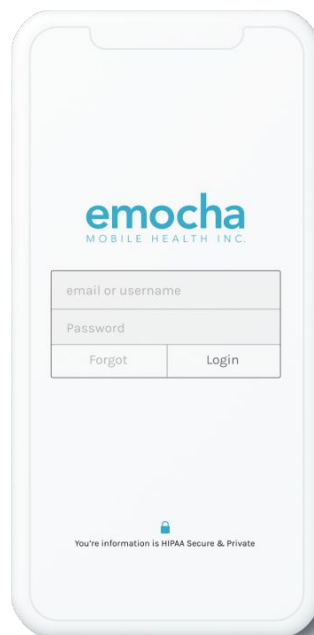 emocha
MOBILE HEALTH INC.
email or username
Password
Forgot Login
You're information is HIPAA Secure & Private